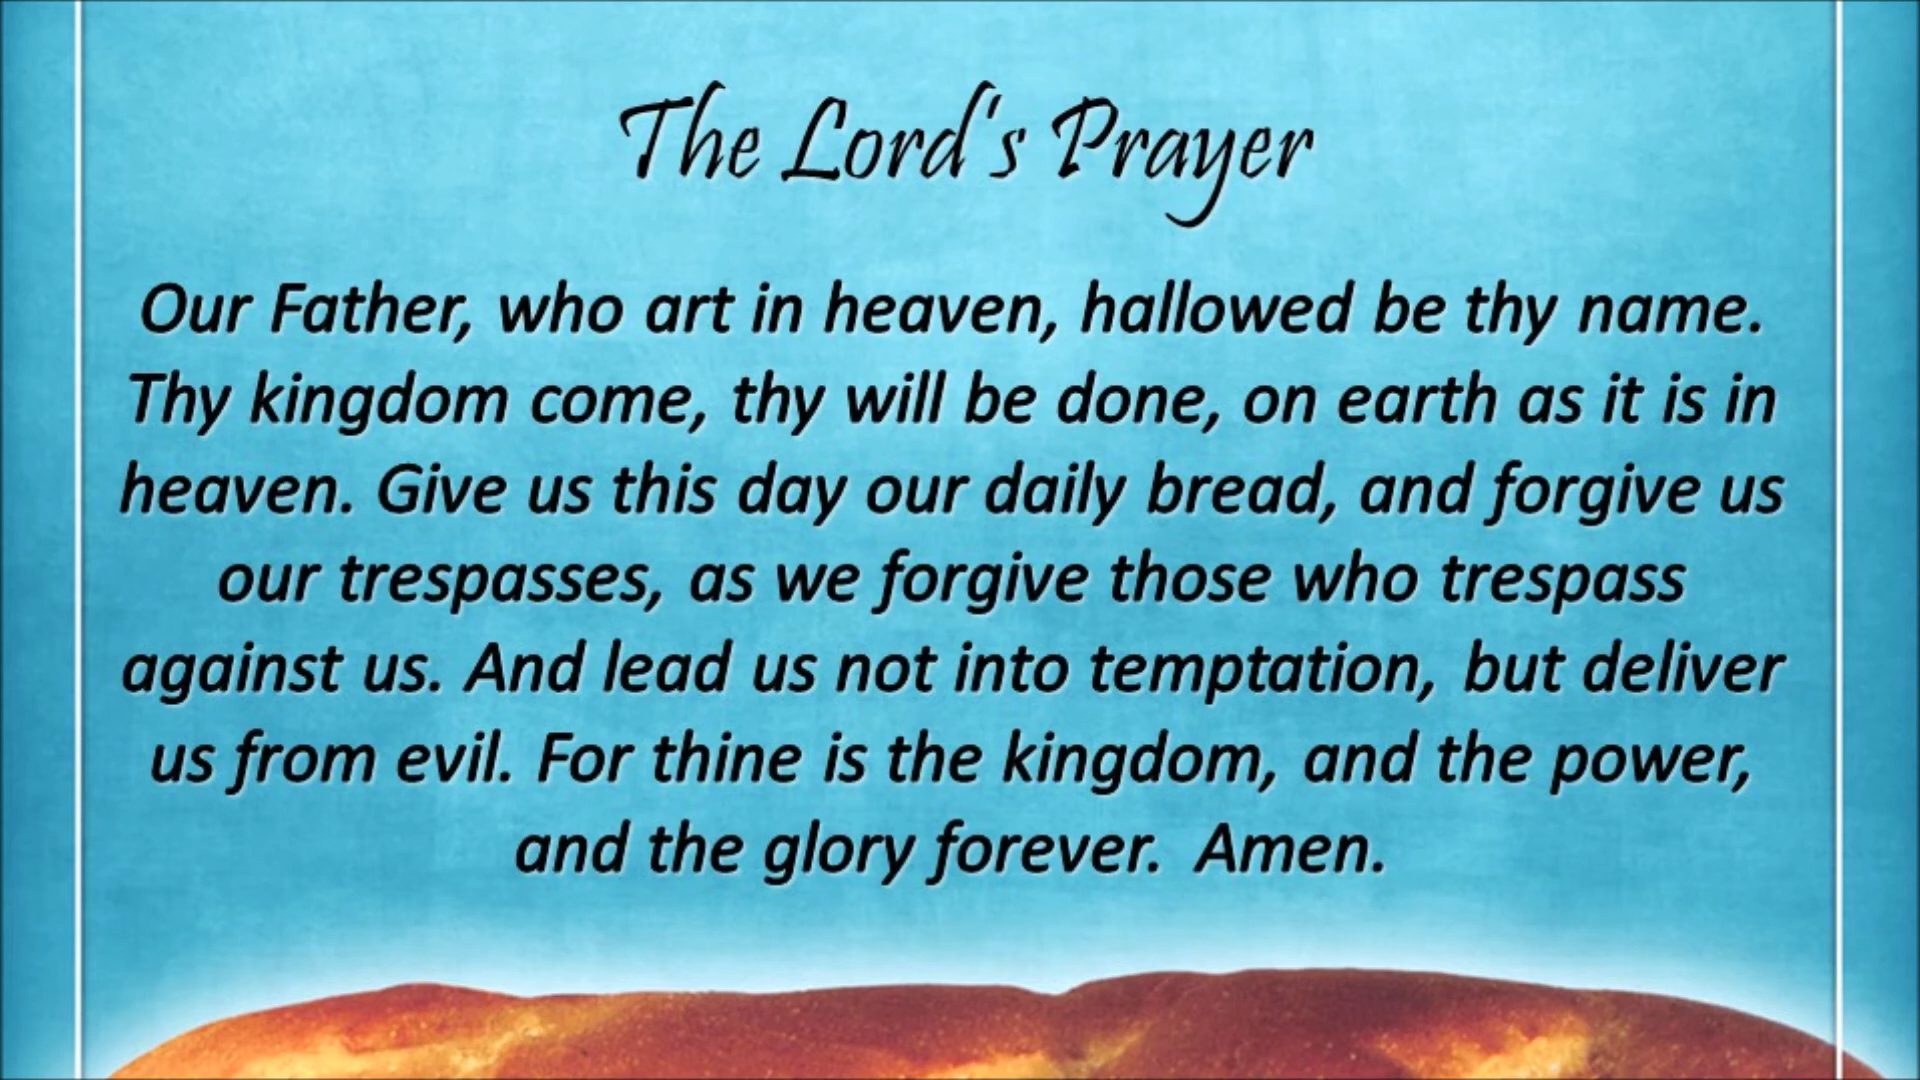 The Lord's Prayer
Our Father, who art in heaven, hallowed be thy name.
Thy kingdom come, thy will be done, on earth as it is in
heaven. Give us this day our daily bread, and forgive us
our trespasses, as we forgive those who trespass
against us. And lead us not into temptation, but deliver
us from evil. For thine is the kingdom, and the power,
and the glory forever.  Amen.